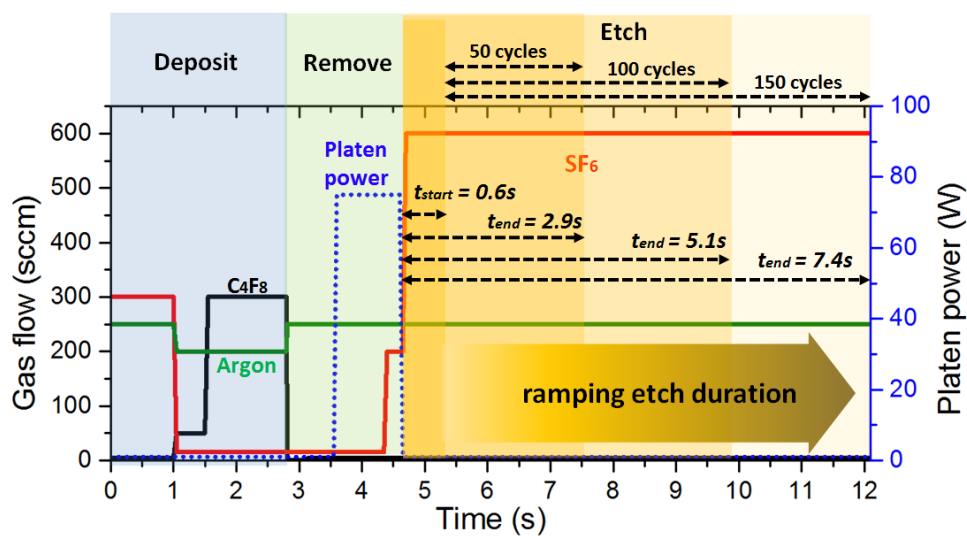 Deposit
Remove
Etch
50 cycles
100 cycles
150 cycles
Platen
power
SF6
tstart = 0.6s
tend = 2.9s
tend = 5.1s
tend = 7.4s
C4F8
Argon
ramping etch duration
Gas flow (sccm)
600
500
400
300
200
100
0
Platen power (W)
100
80
60
40
20
0
0 1 2 3 4 5 6 7 8 9 10 11 12
Time (s)